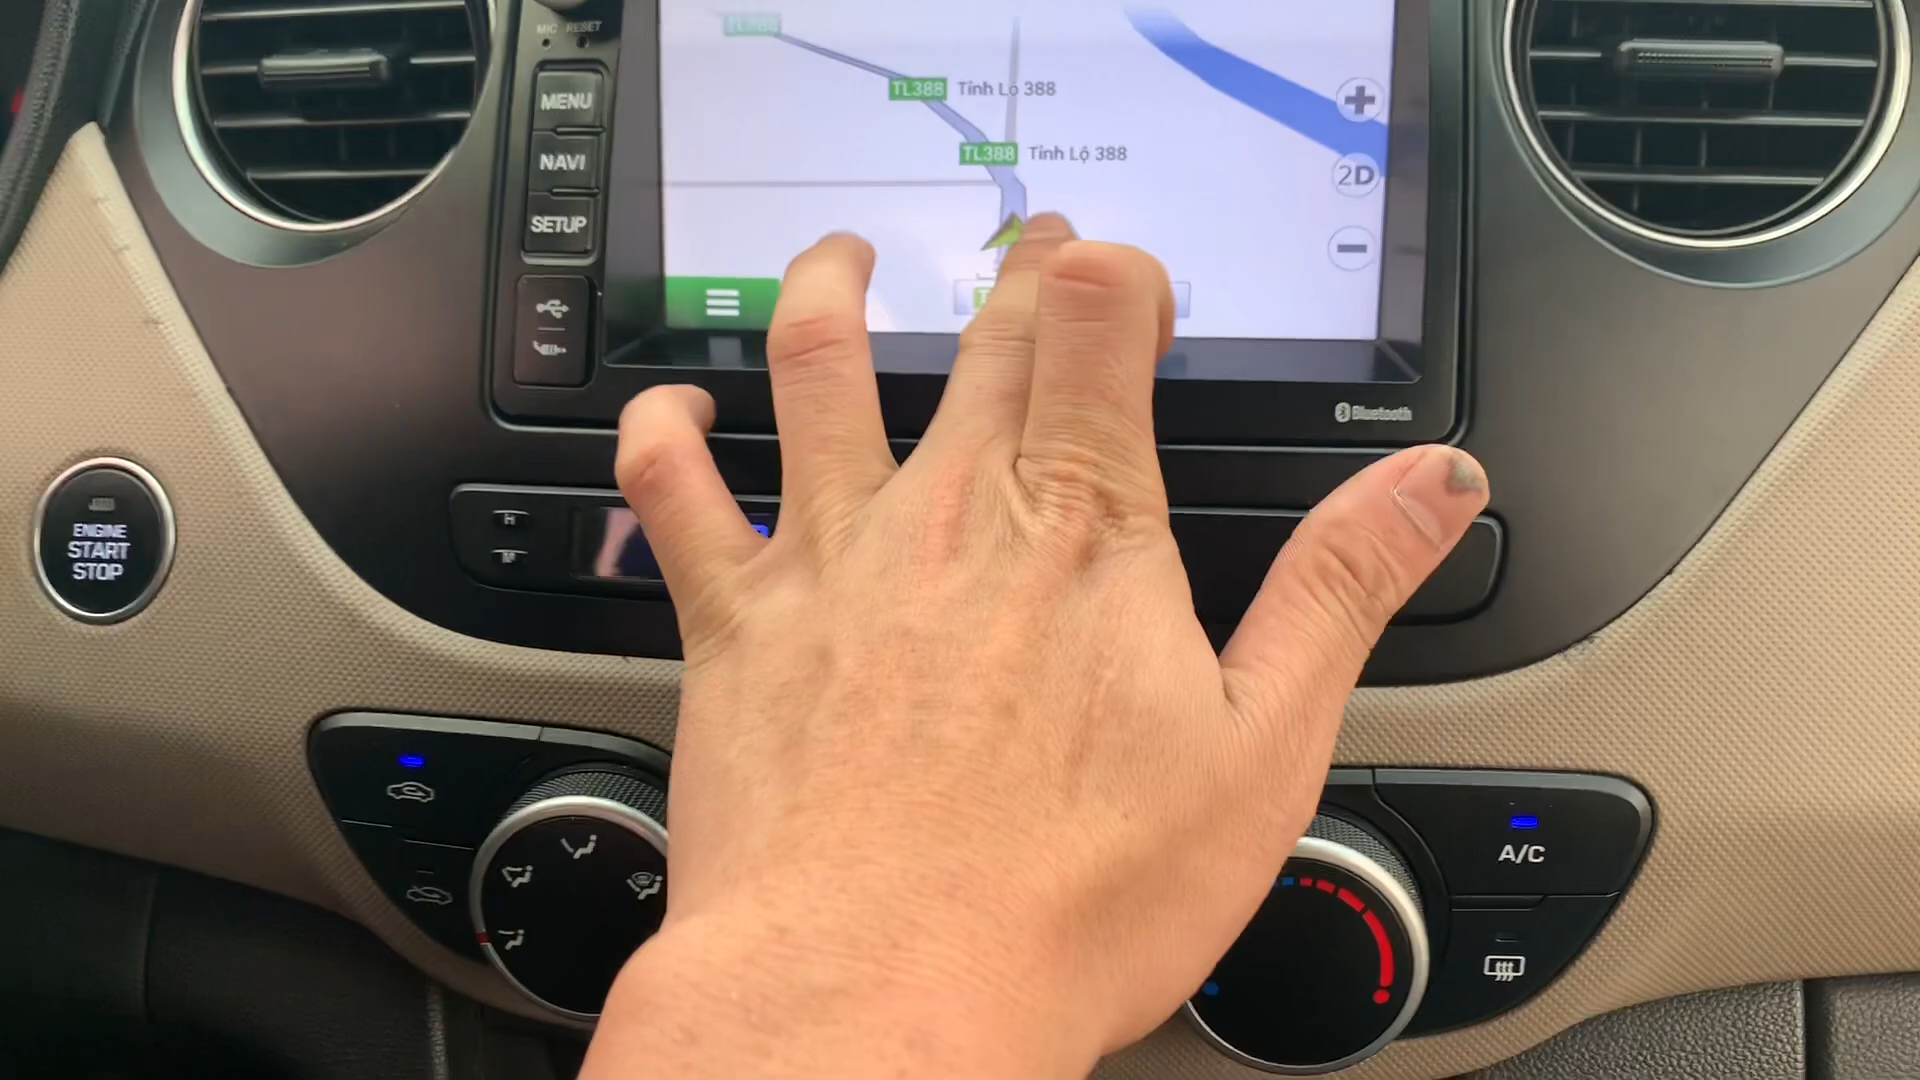 MIC RESET
MENU
NAVI
SETUP
TL388
TL388 Tỉnh Lộ 388
TL388 Tỉnh Lộ 388
2D
Bluetooth
H
M
ENGINE
START
STOP
A/C